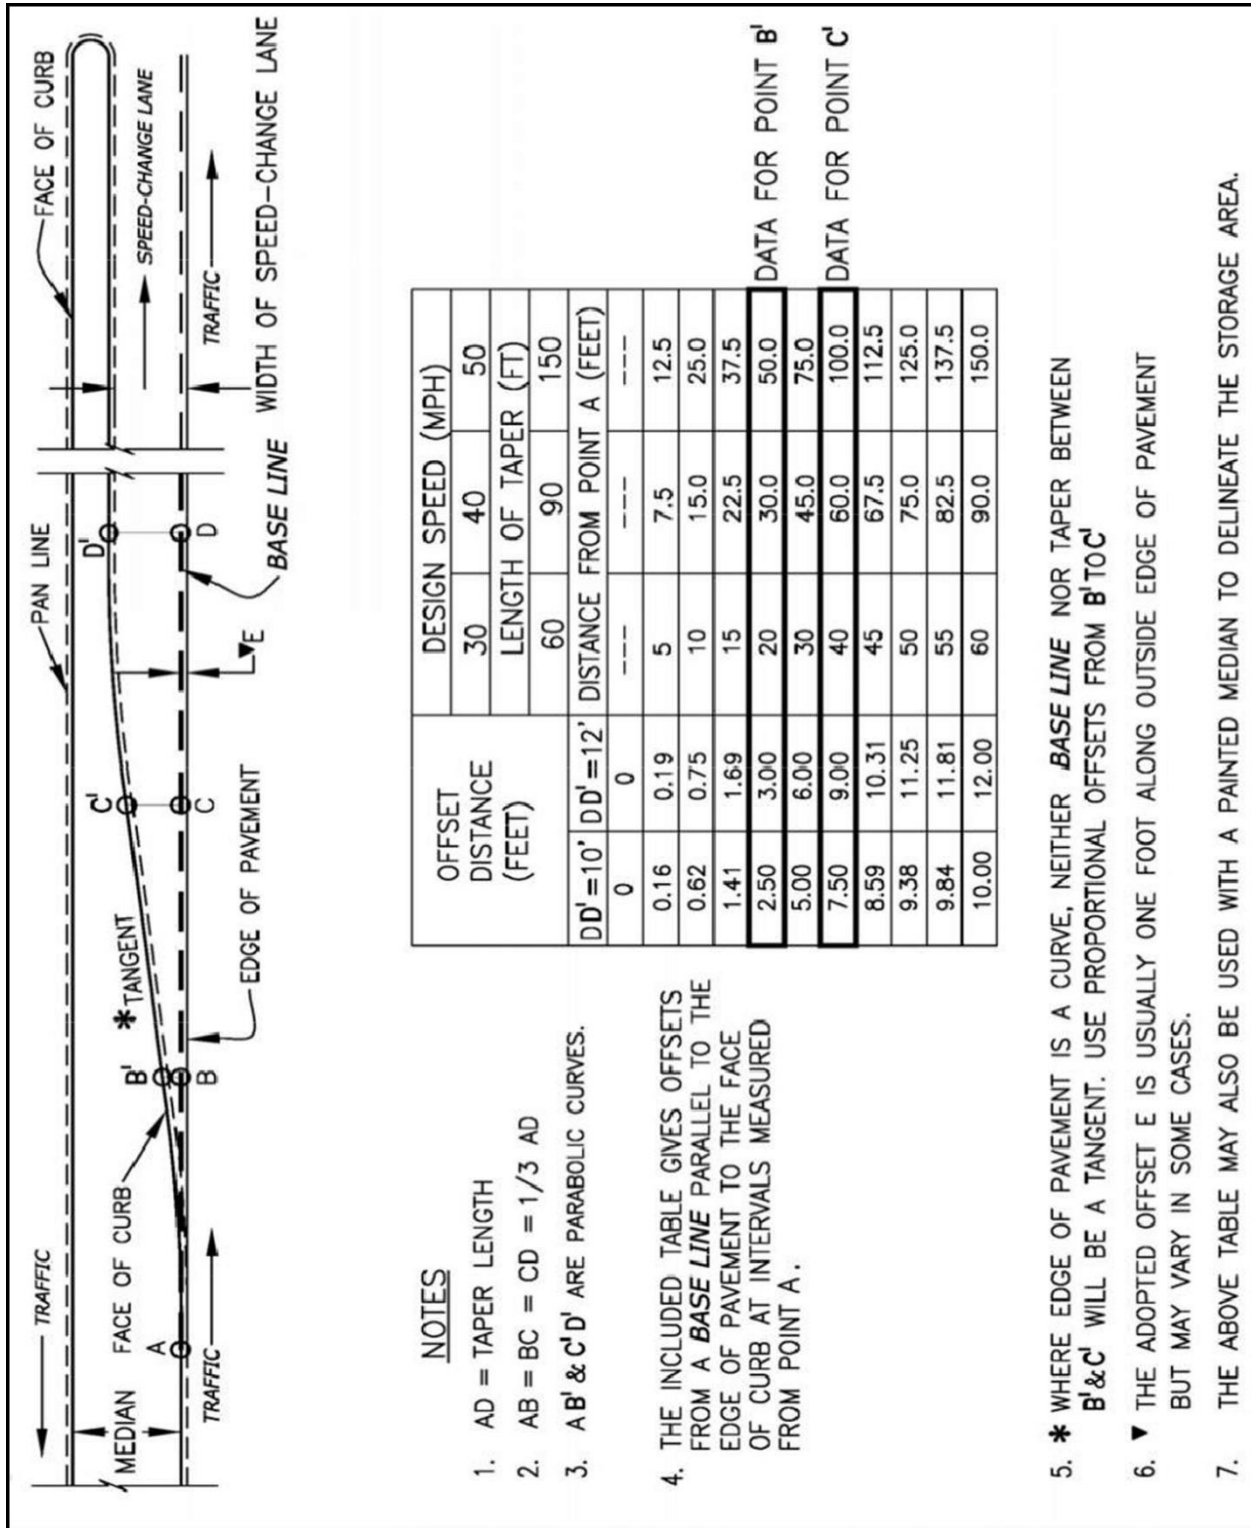 TRAFFIC
PAN LINE
FACE OF CURB
MEDIAN
FACE OF CURB
A
TRAFFIC
B'
B
*TANGENT
EDGE OF PAVEMENT
C'
C
▼E
D'
D
BASE LINE
SPEED-CHANGE LANE
TRAFFIC
WIDTH OF SPEED-CHANGE LANE
NOTES
1. AD = TAPER LENGTH
2. AB = BC = CD = 1/3 AD
3. AB' & C'D' ARE PARABOLIC CURVES.
4. THE INCLUDED TABLE GIVES OFFSETS
FROM A BASE LINE PARALLEL TO THE
EDGE OF PAVEMENT TO THE FACE
OF CURB AT INTERVALS MEASURED
FROM POINT A.
OFFSET DISTANCE (FEET) DESIGN SPEED (MPH)
30 40 50
LENGTH OF TAPER (FT)
60 90 150
DD'=10' DD'=12' DISTANCE FROM POINT A (FEET)
0 0 --- --- ---
0.16 0.19 5 7.5 12.5
0.62 0.75 10 15.0 25.0
1.41 1.69 15 22.5 37.5
2.50 3.00 20 30.0 50.0 DATA FOR POINT B'
5.00 6.00 30 45.0 75.0
7.50 9.00 40 60.0 100.0 DATA FOR POINT C'
8.59 10.31 45 67.5 112.5
9.38 11.25 50 75.0 125.0
9.84 11.81 55 82.5 137.5
10.00 12.00 60 90.0 150.0
5. * WHERE EDGE OF PAVEMENT IS A CURVE, NEITHER BASE LINE NOR TAPER BETWEEN
B'&C' WILL BE A TANGENT. USE PROPORTIONAL OFFSETS FROM B'TOC'
6. ▼ THE ADOPTED OFFSET E IS USUALLY ONE FOOT ALONG OUTSIDE EDGE OF PAVEMENT
BUT MAY VARY IN SOME CASES.
7. THE ABOVE TABLE MAY ALSO BE USED WITH A PAINTED MEDIAN TO DELINEATE THE STORAGE AREA.